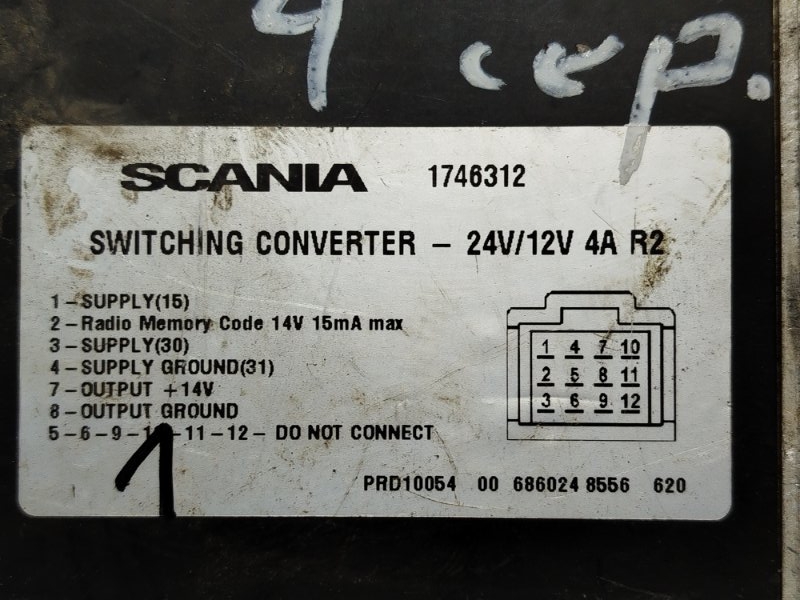 4 сер.
SCANIA 1746312
SWITCHING CONVERTER – 24V/12V 4A R2
1 – SUPPLY(15)
2 – Radio Memory Code 14V 15mA max
3 – SUPPLY(30)
4 – SUPPLY GROUND(31)
7 – OUTPUT +14V
8 – OUTPUT GROUND
5 – 6 – 9 – 1 – 11 – 12 – DO NOT CONNECT
1 4 7 10
2 5 8 11
3 6 9 12
1
PRD10054 00 686024 8556 620